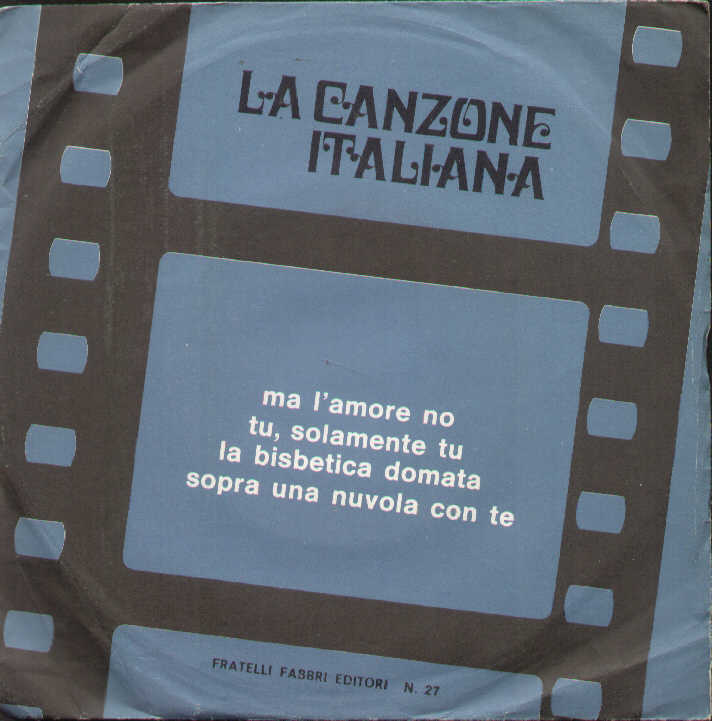 LA CANZONE
ITALIANA
ma l'amore no
tu, solamente tu
la bisbetica domata
sopra una nuvola con te
FRATELLI FABBRI EDITORI N. 27